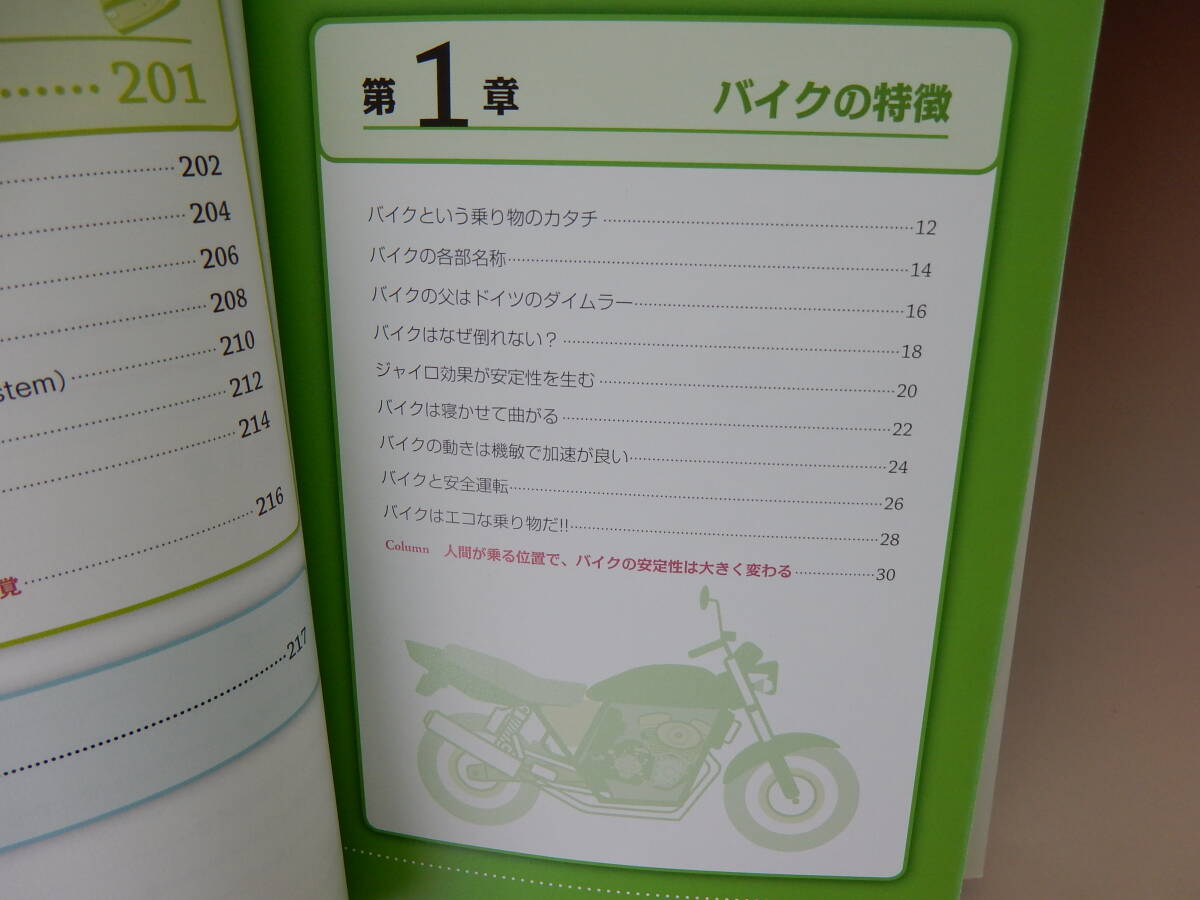 ……201
……202
……204
……206
……208
stem)……210
……212
……214
……216
覚……
……217
第1章 バイクの特徴
バイクという乗り物のカタチ……12
バイクの各部名称……14
バイクの父はドイツのダイムラー……16
バイクはなぜ倒れない？……18
ジャイロ効果が安定性を生む……20
バイクは寝かせて曲がる……22
バイクの動きは機敏で加速が良い……24
バイクと安全運転……26
バイクはエコな乗り物だ!!……28
Column 人間が乗る位置で、バイクの安定性は大きく変わる……30